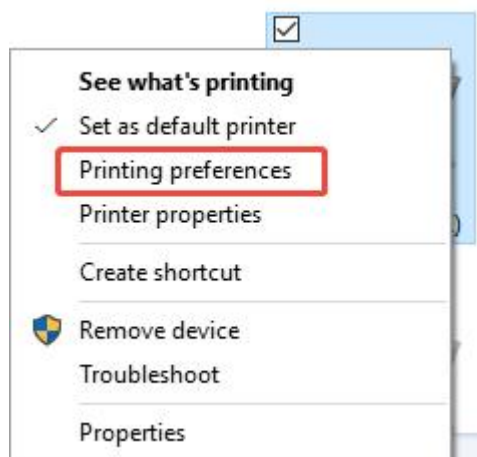 See what's printing
Set as default printer
Printing preferences
Printer properties
Create shortcut
Remove device
Troubleshoot
Properties